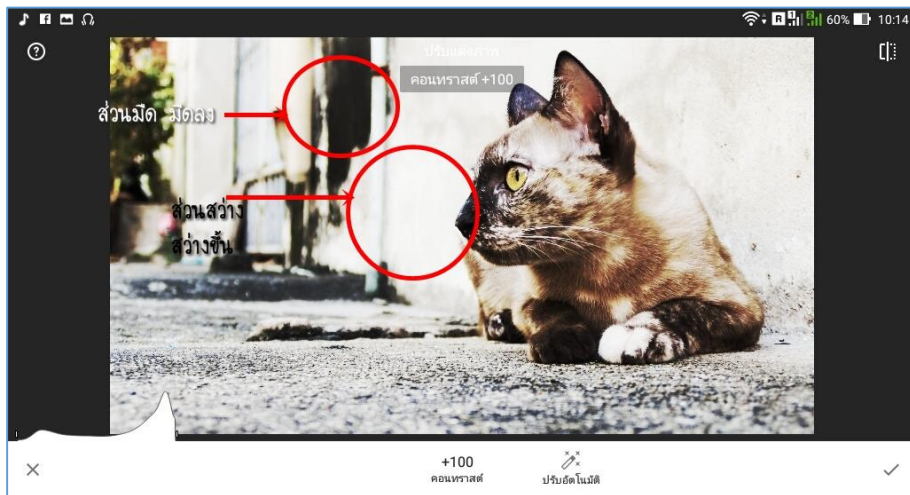 R 1 2 60% 10:14
ปรับแต่งภาพ
คอนทราสต์ +100
ส่วนมืด มืดลง
ส่วนสว่าง
สว่างขึ้น
+100
คอนทราสต์
ปรับอัตโนมัติ